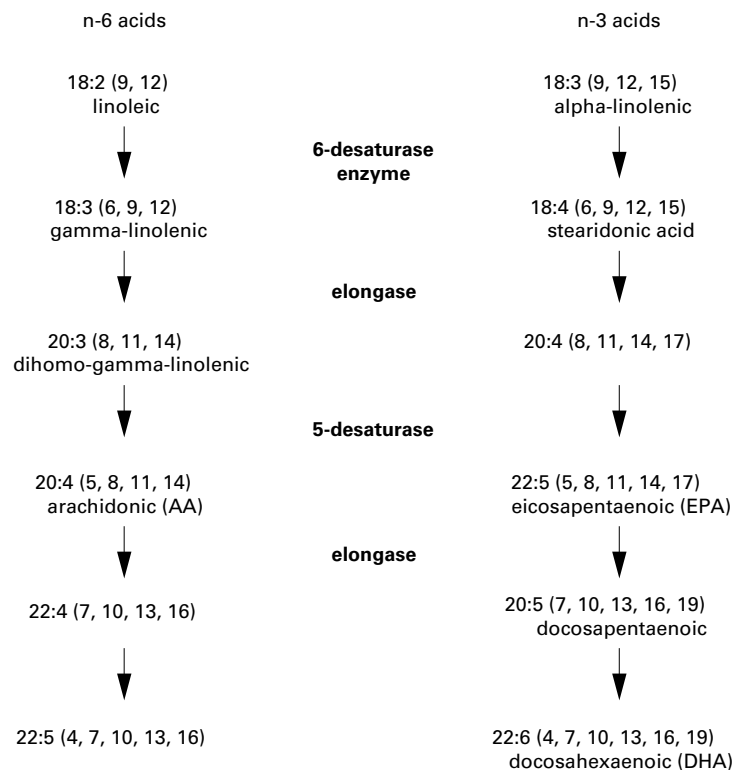 n-6 acids
n-3 acids
18:2 (9, 12)
linoleic
18:3 (9, 12, 15)
alpha-linolenic
6-desaturase
enzyme
18:3 (6, 9, 12)
gamma-linolenic
18:4 (6, 9, 12, 15)
stearidonic acid
elongase
20:3 (8, 11, 14)
dihomo-gamma-linolenic
20:4 (8, 11, 14, 17)
5-desaturase
20:4 (5, 8, 11, 14)
arachidonic (AA)
22:5 (5, 8, 11, 14, 17)
eicosapentaenoic (EPA)
elongase
22:4 (7, 10, 13, 16)
20:5 (7, 10, 13, 16, 19)
docosapentaenoic
22:5 (4, 7, 10, 13, 16)
22:6 (4, 7, 10, 13, 16, 19)
docosahexaenoic (DHA)